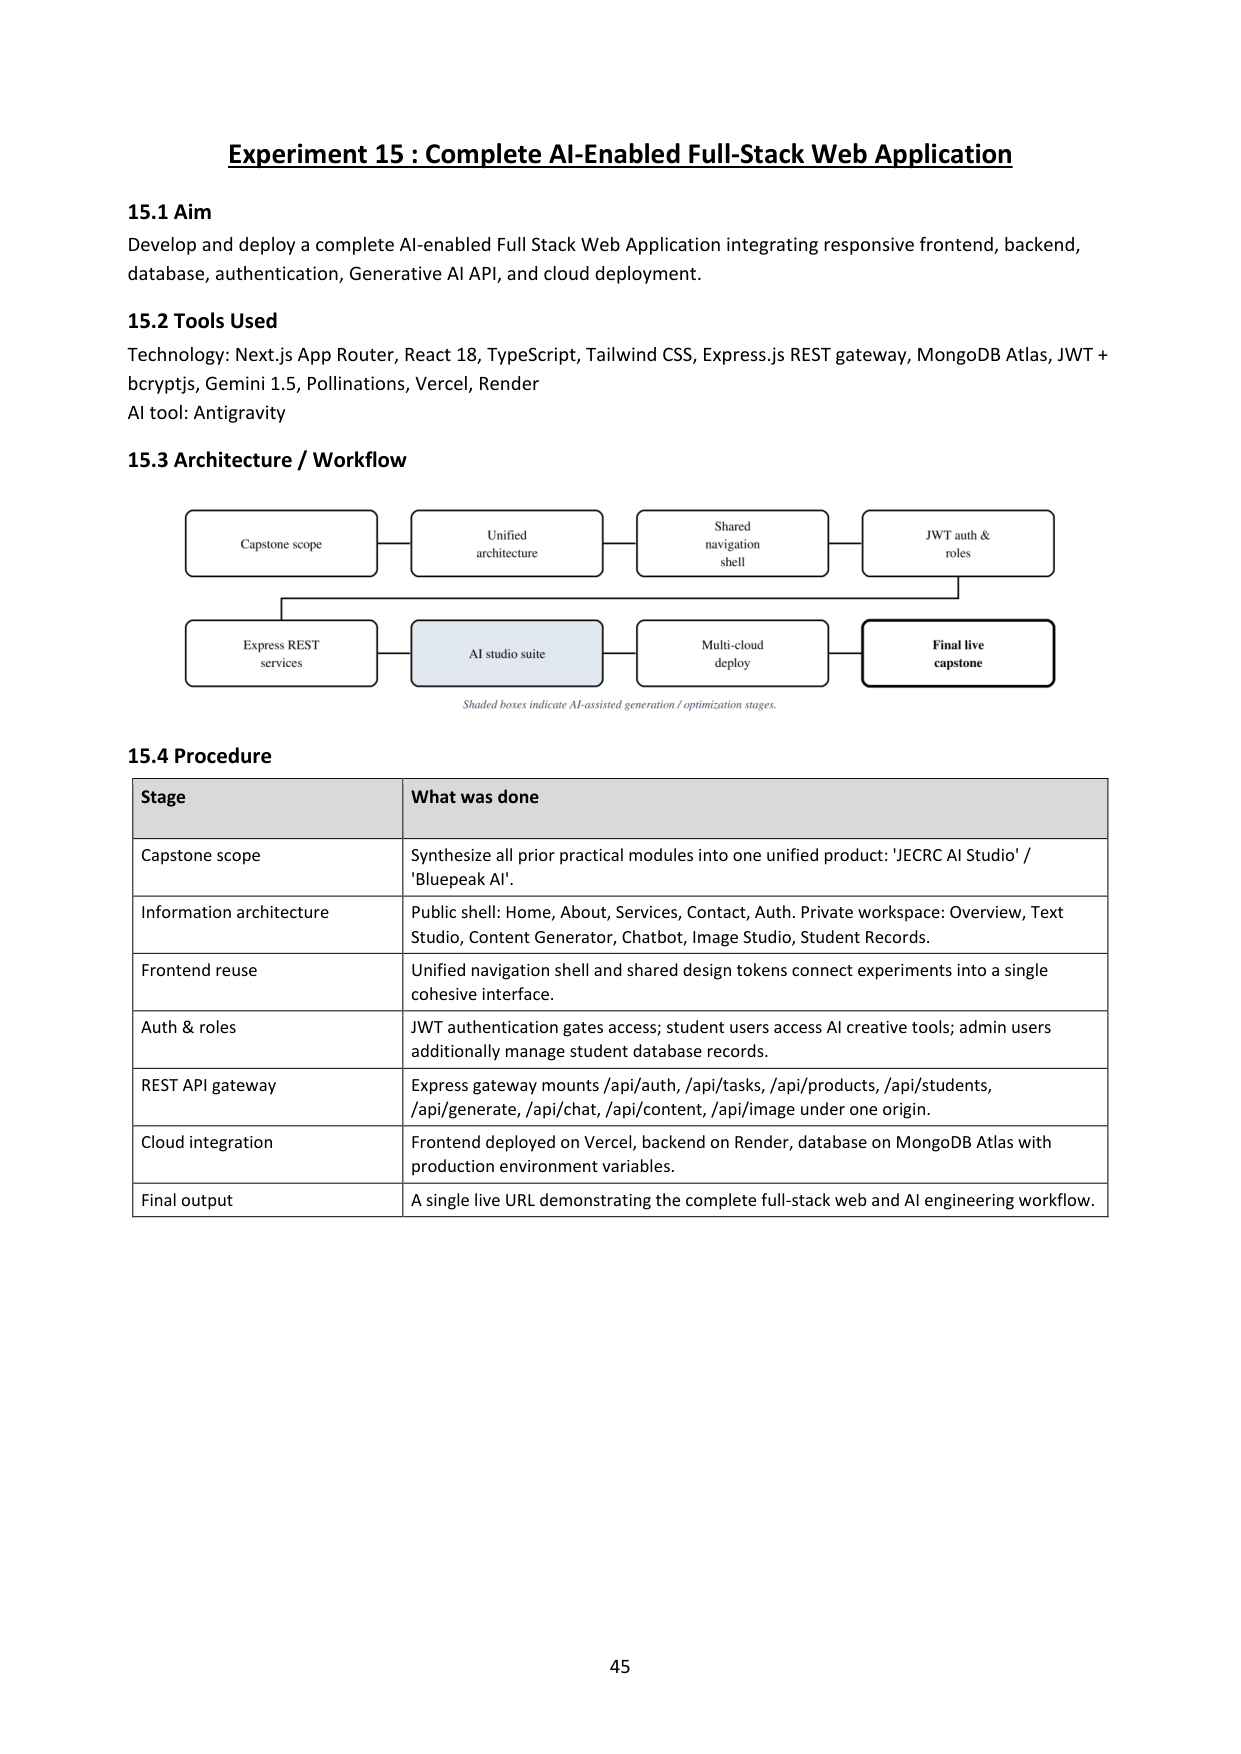 Experiment 15 : Complete AI-Enabled Full-Stack Web Application
15.1 Aim
Develop and deploy a complete AI-enabled Full Stack Web Application integrating responsive frontend, backend,
database, authentication, Generative AI API, and cloud deployment.
15.2 Tools Used
Technology: Next.js App Router, React 18, TypeScript, Tailwind CSS, Express.js REST gateway, MongoDB Atlas, JWT +
bcryptjs, Gemini 1.5, Pollinations, Vercel, Render
AI tool: Antigravity
15.3 Architecture / Workflow
Capstone scope
Unified
architecture
Shared
navigation
shell
JWT auth &
roles
Express REST
services
AI studio suite
Multi-cloud
deploy
Final live
capstone
Shaded boxes indicate AI-assisted generation / optimization stages.
15.4 Procedure
Stage
What was done
Capstone scope
Synthesize all prior practical modules into one unified product: 'JECRC AI Studio' /
'Bluepeak AI'.
Information architecture
Public shell: Home, About, Services, Contact, Auth. Private workspace: Overview, Text
Studio, Content Generator, Chatbot, Image Studio, Student Records.
Frontend reuse
Unified navigation shell and shared design tokens connect experiments into a single
cohesive interface.
Auth & roles
JWT authentication gates access; student users access AI creative tools; admin users
additionally manage student database records.
REST API gateway
Express gateway mounts /api/auth, /api/tasks, /api/products, /api/students,
/api/generate, /api/chat, /api/content, /api/image under one origin.
Cloud integration
Frontend deployed on Vercel, backend on Render, database on MongoDB Atlas with
production environment variables.
Final output
A single live URL demonstrating the complete full-stack web and AI engineering workflow.
45